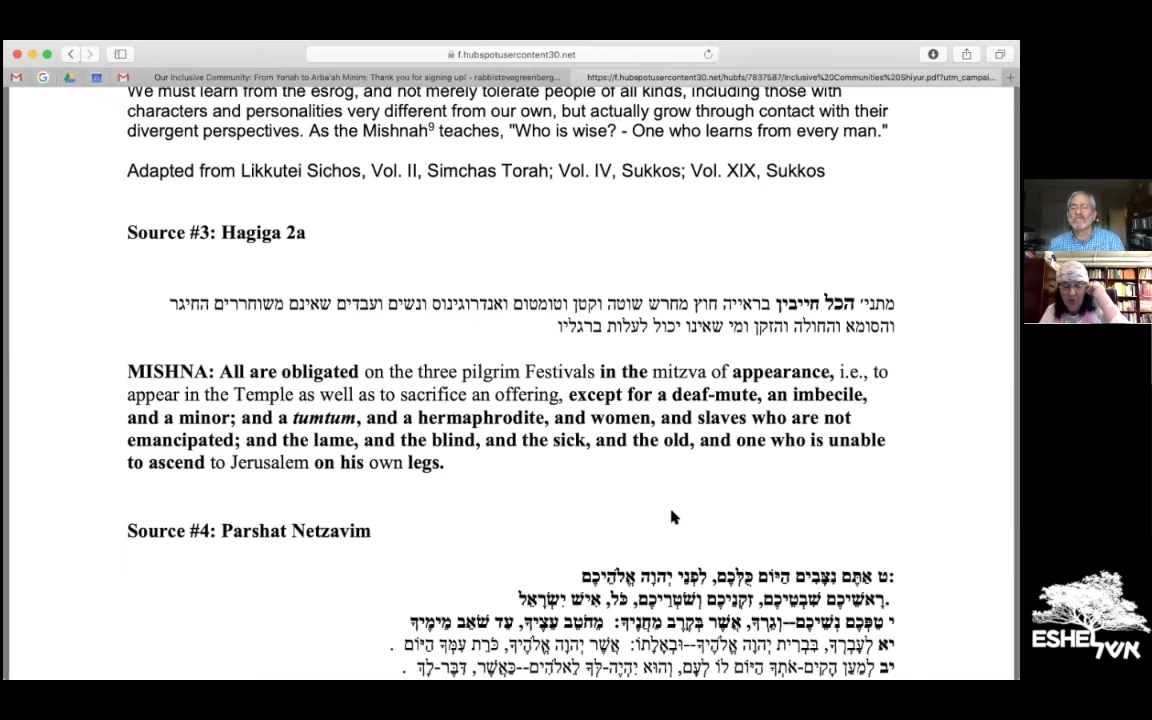 f.hubspotusercontent30.net
Our Inclusive Community: From Yonah to Arba'ah Minim: Thank you for signing up! - rabbistevegreenberg...
https://f.hubspotusercontent30.net/hubfs/7837687/Inclusive%20Communities%20Shiyur.pdf?utm_campai...
We must learn from the esrog, and not merely tolerate people of all kinds, including those with
characters and personalities very different from our own, but actually grow through contact with their
divergent perspectives. As the Mishnah⁹ teaches, "Who is wise? - One who learns from every man."
Adapted from Likkutei Sichos, Vol. II, Simchas Torah; Vol. IV, Sukkos; Vol. XIX, Sukkos
Source #3: Hagiga 2a
מתני׳ הכל חייבין בראייה חוץ מחרש שוטה וקטן וטומטום ואנדרוגינוס ונשים ועבדים שאינם משוחררים החיגר
והסומא והחולה והזקן ומי שאינו יכול לעלות ברגליו
MISHNA: All are obligated on the three pilgrim Festivals in the mitzva of appearance, i.e., to
appear in the Temple as well as to sacrifice an offering, except for a deaf-mute, an imbecile,
and a minor; and a tumtum, and a hermaphrodite, and women, and slaves who are not
emancipated; and the lame, and the blind, and the sick, and the old, and one who is unable
to ascend to Jerusalem on his own legs.
Source #4: Parshat Netzavim
ט אַתֶּם נִצָּבִים הַיּוֹם כֻּלְּכֶם, לִפְנֵי יְהוָה אֱלֹהֵיכֶם:
רָאשֵׁיכֶם שִׁבְטֵיכֶם, זִקְנֵיכֶם וְשֹׁטְרֵיכֶם, כֹּל, אִישׁ יִשְׂרָאֵל.
י טַפְּכֶם נְשֵׁיכֶם--וְגֵרְךָ, אֲשֶׁר בְּקֶרֶב מַחֲנֶיךָ: מֵחֹטֵב עֵצֶיךָ, עַד שֹׁאֵב מֵימֶיךָ
יא לְעָבְרְךָ, בִּבְרִית יְהוָה אֱלֹהֶיךָ--וּבְאָלָתוֹ: אֲשֶׁר יְהוָה אֱלֹהֶיךָ, כֹּרֵת עִמְּךָ הַיּוֹם .
יב לְמַעַן הָקִים-אֹתְךָ הַיּוֹם לוֹ לְעָם, וְהוּא יִהְיֶה-לְּךָ לֵאלֹהִים--כַּאֲשֶׁר, דִּבֶּר-לָךְ .
ESHEL אשל